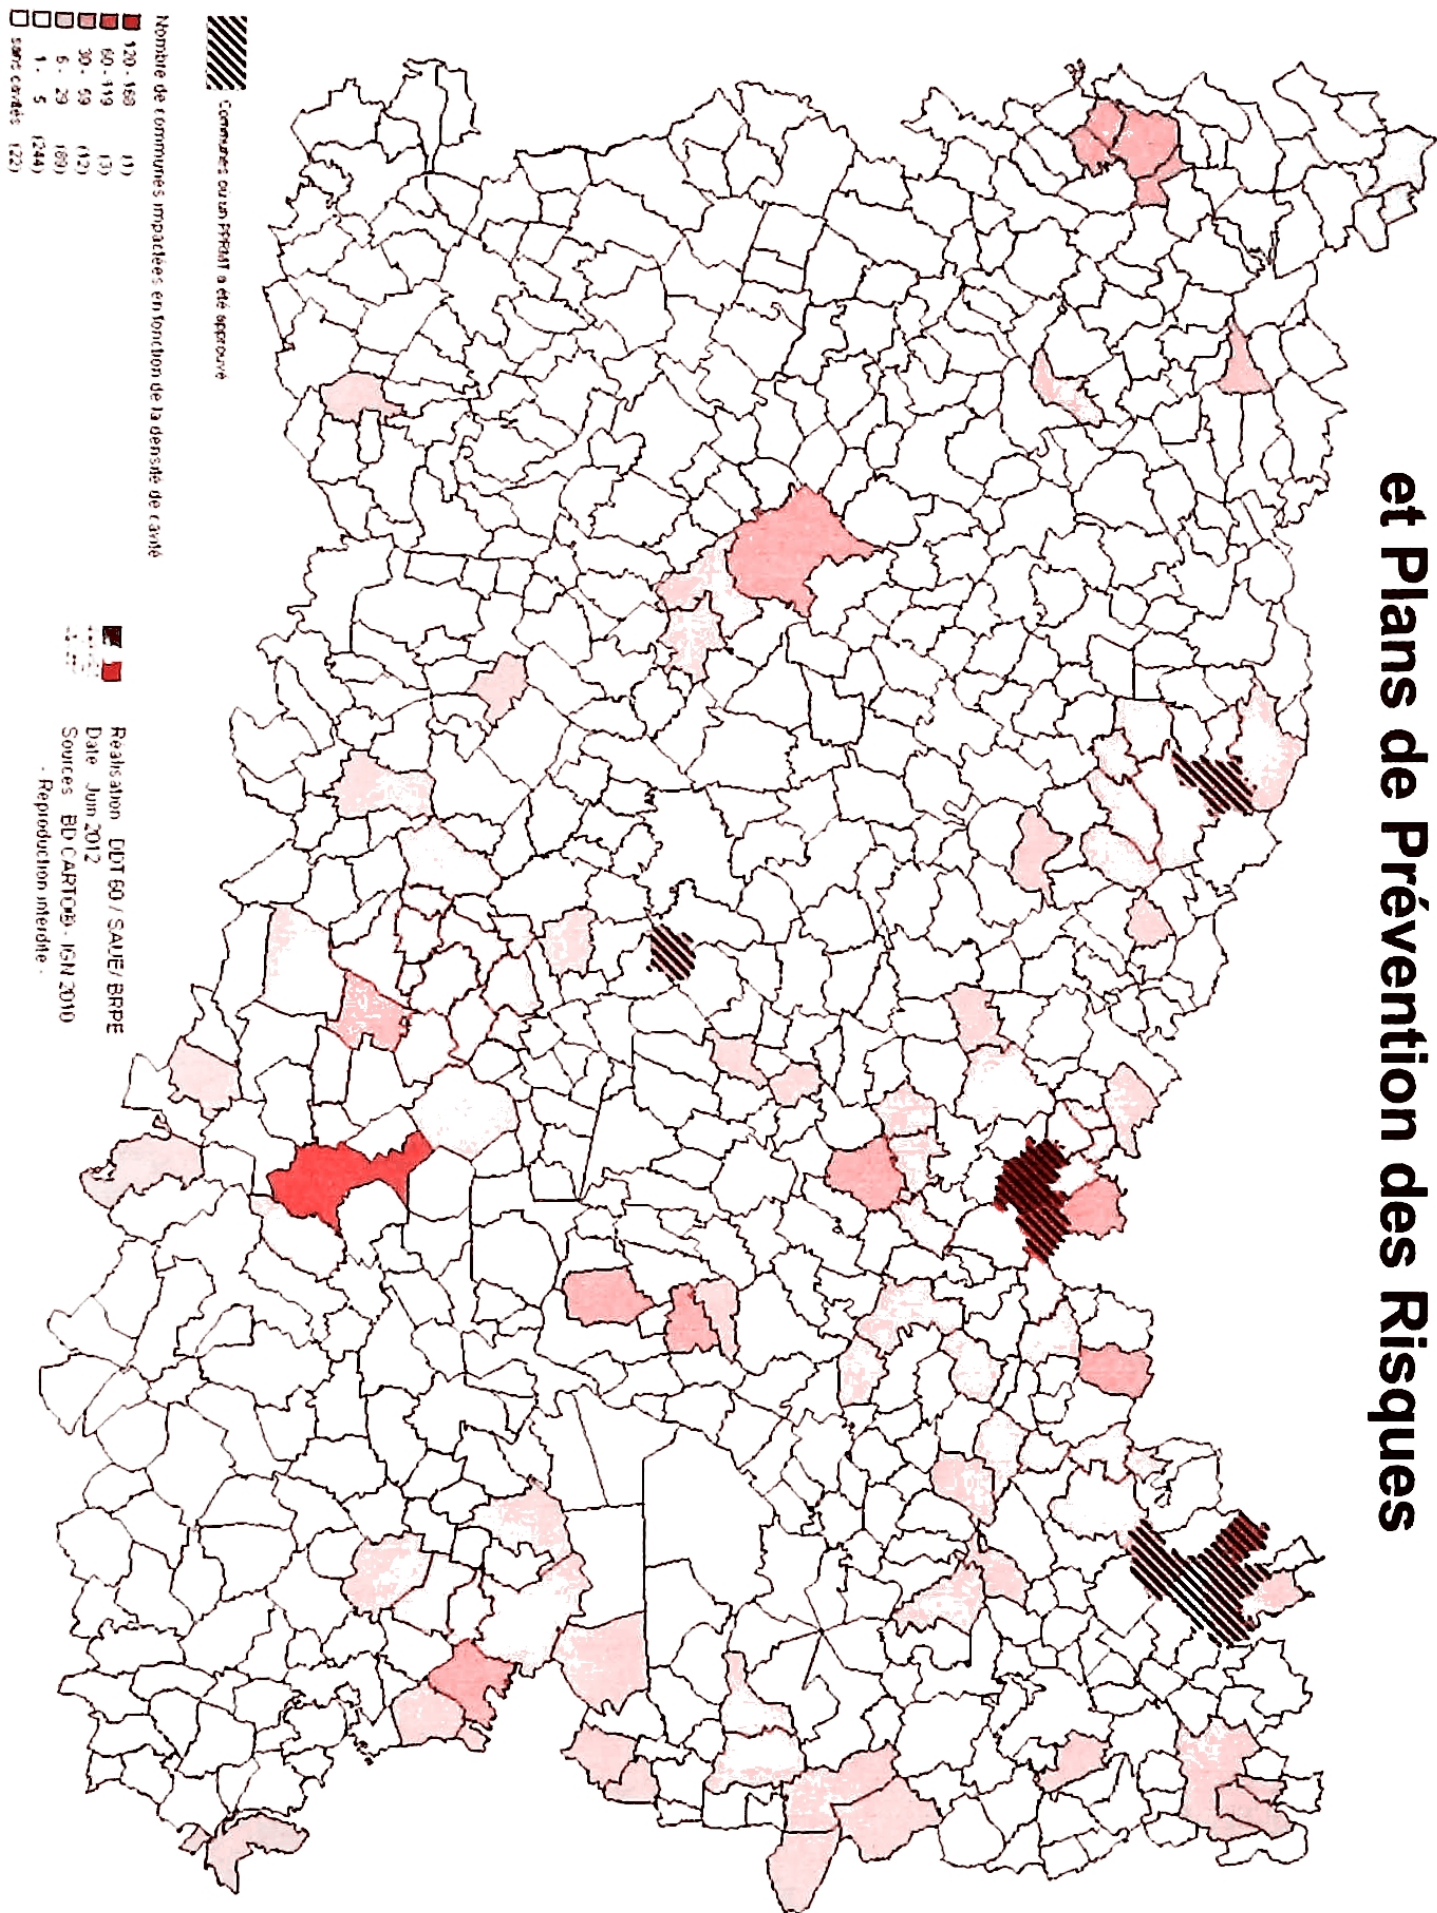 et Plans de Prévention des Risques
Communes ou un PPRMT a été approuvé
Nombre de communes impactées en fonction de la densité de cavité
120 - 168 (1)
60 - 119 (3)
30 - 59 (12)
6 - 29 (89)
1 - 5 (244)
sans cavités (22)
Réalisation DDT 60 / SAUE / BRPE
Date Juin 2012
Sources BD CARTO® - IGN 2010
- Reproduction interdite -